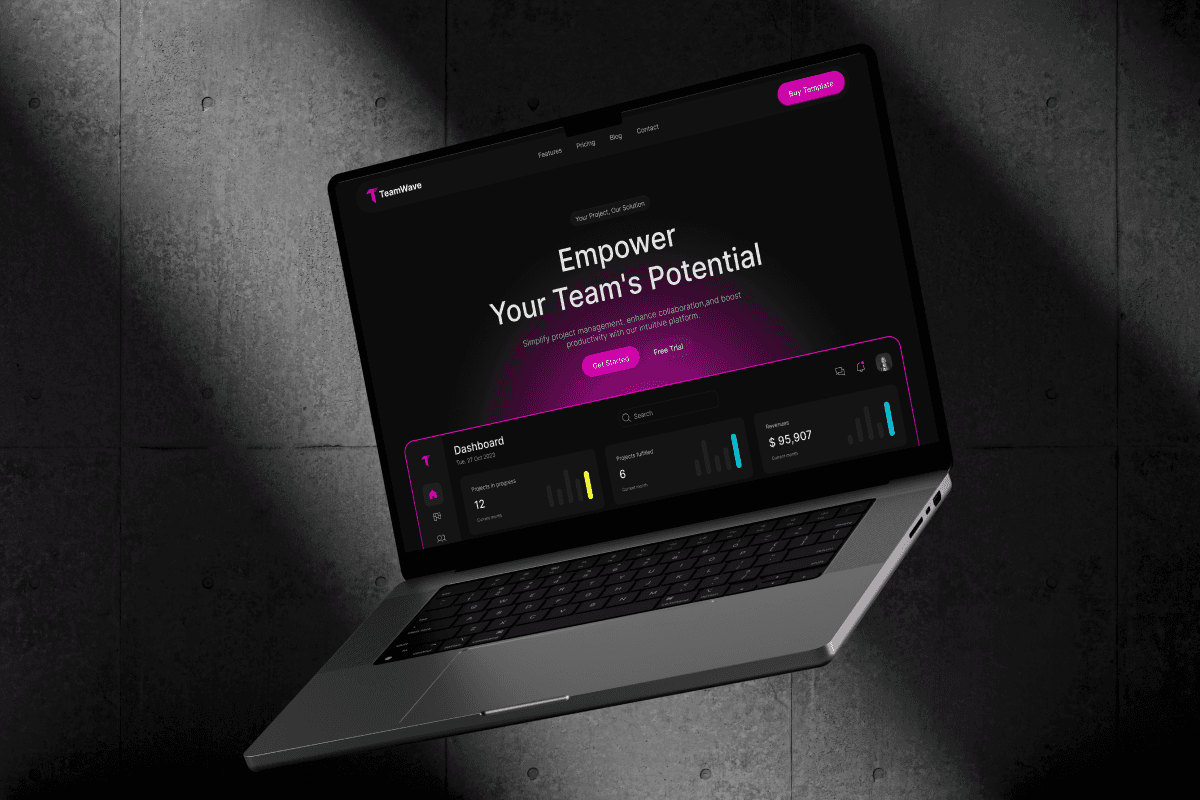 Buy Template
Features Pricing Blog Contact
TeamWave
Your Project, Our Solution
Empower
Your Team's Potential
Simplify project management, enhance collaboration,and boost
productivity with our intuitive platform.
Get Started Free Trial
Search
Dashboard
Tue, 27 Oct 2023
Projects in progress
12
Current month
Projects fulfilled
6
Current month
Revenues
$ 95,907
Current month